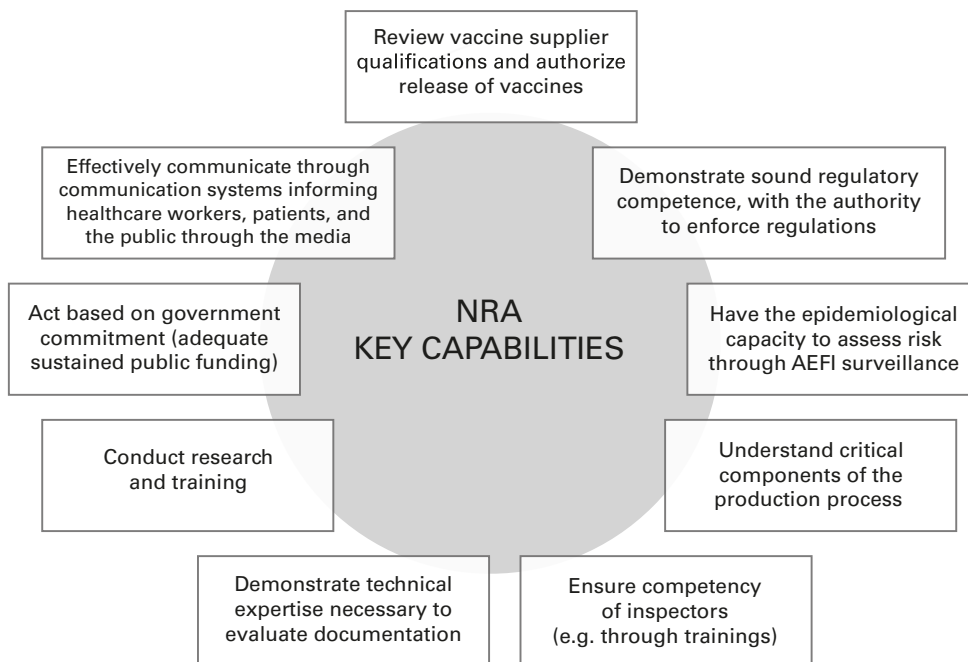 Review vaccine supplier
qualifications and authorize
release of vaccines
Effectively communicate through
communication systems informing
healthcare workers, patients, and
the public through the media
Demonstrate sound regulatory
competence, with the authority
to enforce regulations
NRA
KEY CAPABILITIES
Act based on government
commitment (adequate
sustained public funding)
Have the epidemiological
capacity to assess risk
through AEFI surveillance
Conduct research
and training
Understand critical
components of the
production process
Demonstrate technical
expertise necessary to
evaluate documentation
Ensure competency
of inspectors
(e.g. through trainings)